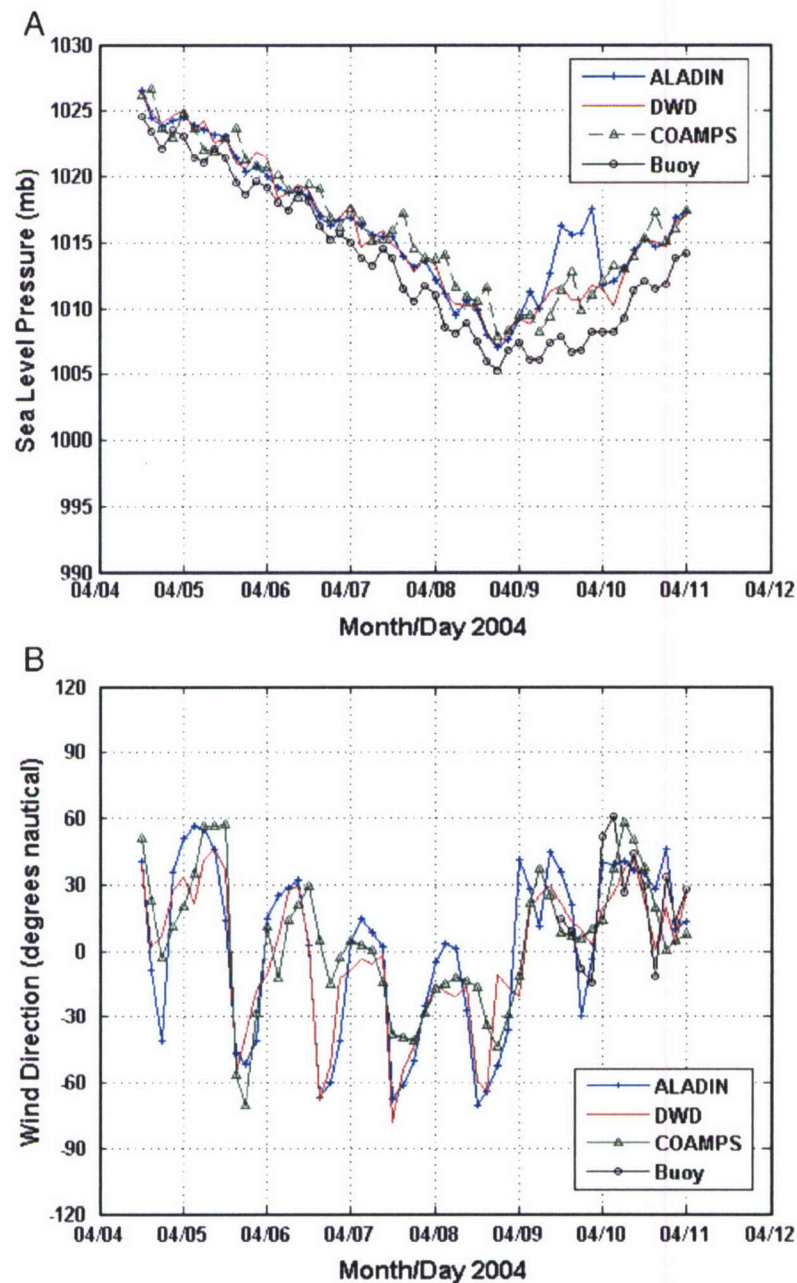 A
1030
1025
1020
1015
1010
1005
1000
995
990
Sea Level Pressure (mb)
ALADIN
DWD
COAMPS
Buoy
04/04 04/05 04/06 04/07 04/08 040/9 04/10 04/11 04/12
Month/Day 2004
B
120
90
60
30
0
-30
-60
-90
-120
Wind Direction (degrees nautical)
ALADIN
DWD
COAMPS
Buoy
04/04 04/05 04/06 04/07 04/08 04/09 04/10 04/11 04/12
Month/Day 2004